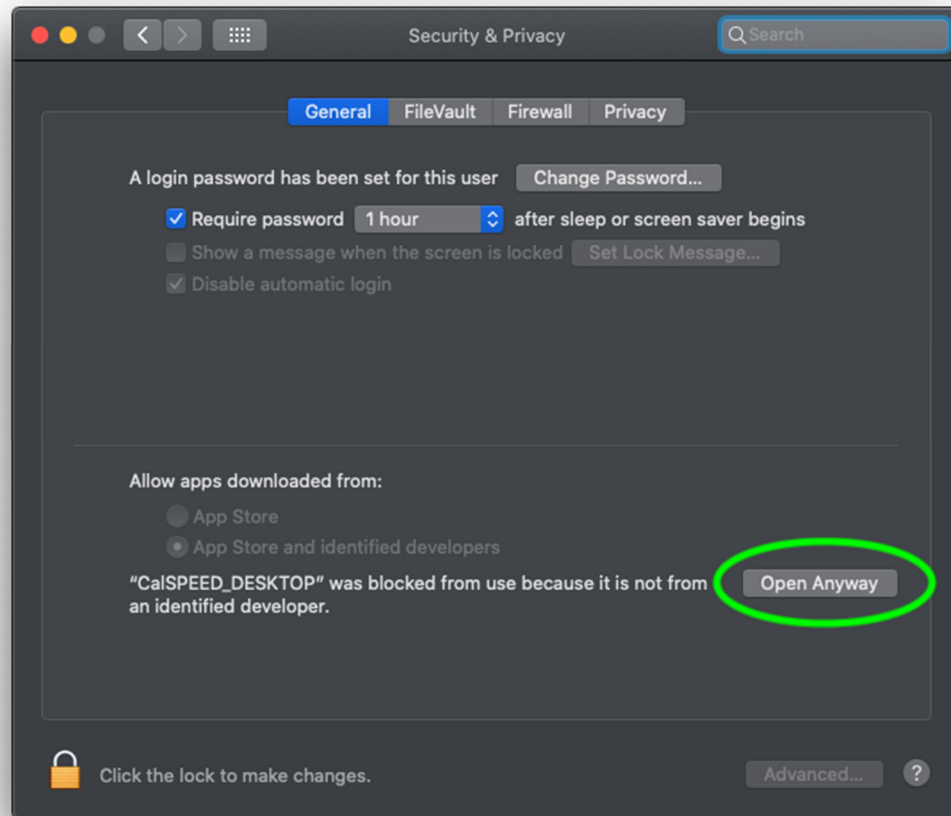 Security & Privacy
Search
General FileVault Firewall Privacy
A login password has been set for this user Change Password...
Require password 1 hour after sleep or screen saver begins
Show a message when the screen is locked Set Lock Message...
Disable automatic login
Allow apps downloaded from:
App Store
App Store and identified developers
“CalSPEED_DESKTOP” was blocked from use because it is not from Open Anyway
an identified developer.
Click the lock to make changes. Advanced... ?